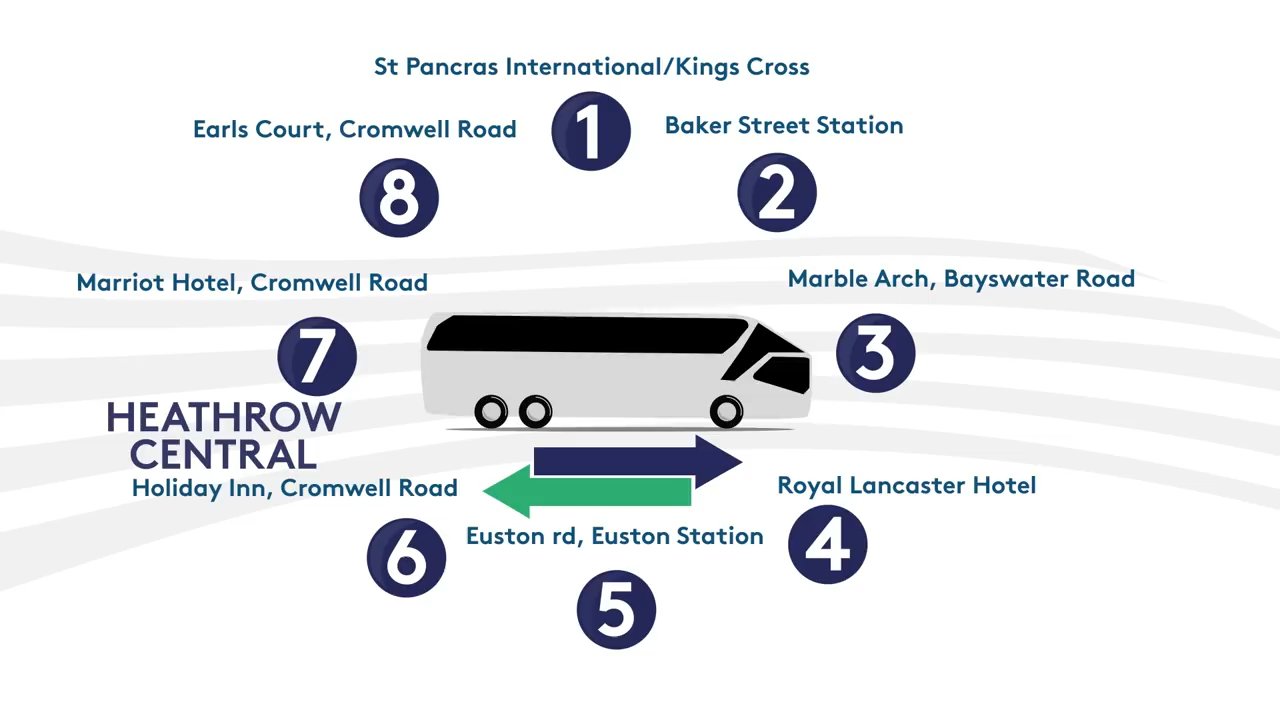 St Pancras International/Kings Cross
1
Earls Court, Cromwell Road
8
Baker Street Station
2
Marriot Hotel, Cromwell Road
7
Marble Arch, Bayswater Road
3
HEATHROW
CENTRAL
Holiday Inn, Cromwell Road
6
Royal Lancaster Hotel
4
Euston rd, Euston Station
5